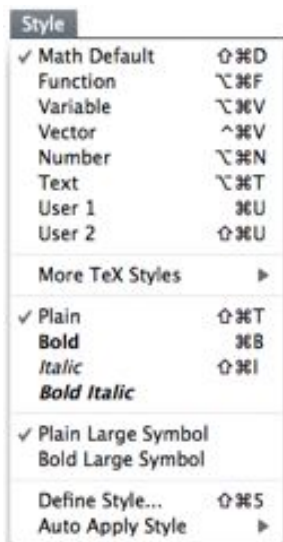 Style
✓ Math Default ⇧⌘D
Function ⌥⌘F
Variable ⌥⌘V
Vector ^⌘V
Number ⌥⌘N
Text ⌥⌘T
User 1 ⌘U
User 2 ⇧⌘U
More TeX Styles ▶
✓ Plain ⇧⌘T
Bold ⌘B
Italic ⇧⌘I
Bold Italic
✓ Plain Large Symbol
Bold Large Symbol
Define Style... ⇧⌘S
Auto Apply Style ▶